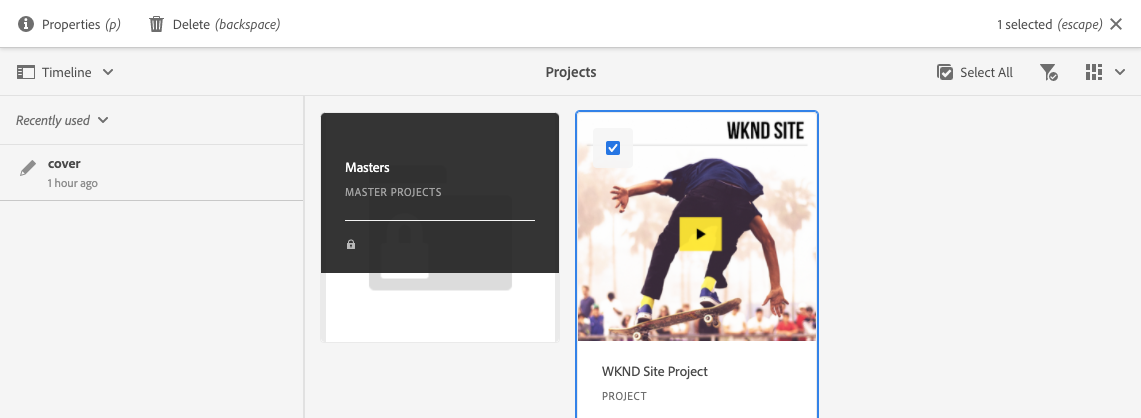 Properties (p) Delete (backspace) 1 selected (escape)
Timeline Projects Select All
Recently used
cover
1 hour ago
Masters
MASTER PROJECTS
WKND SITE
WKND Site Project
PROJECT